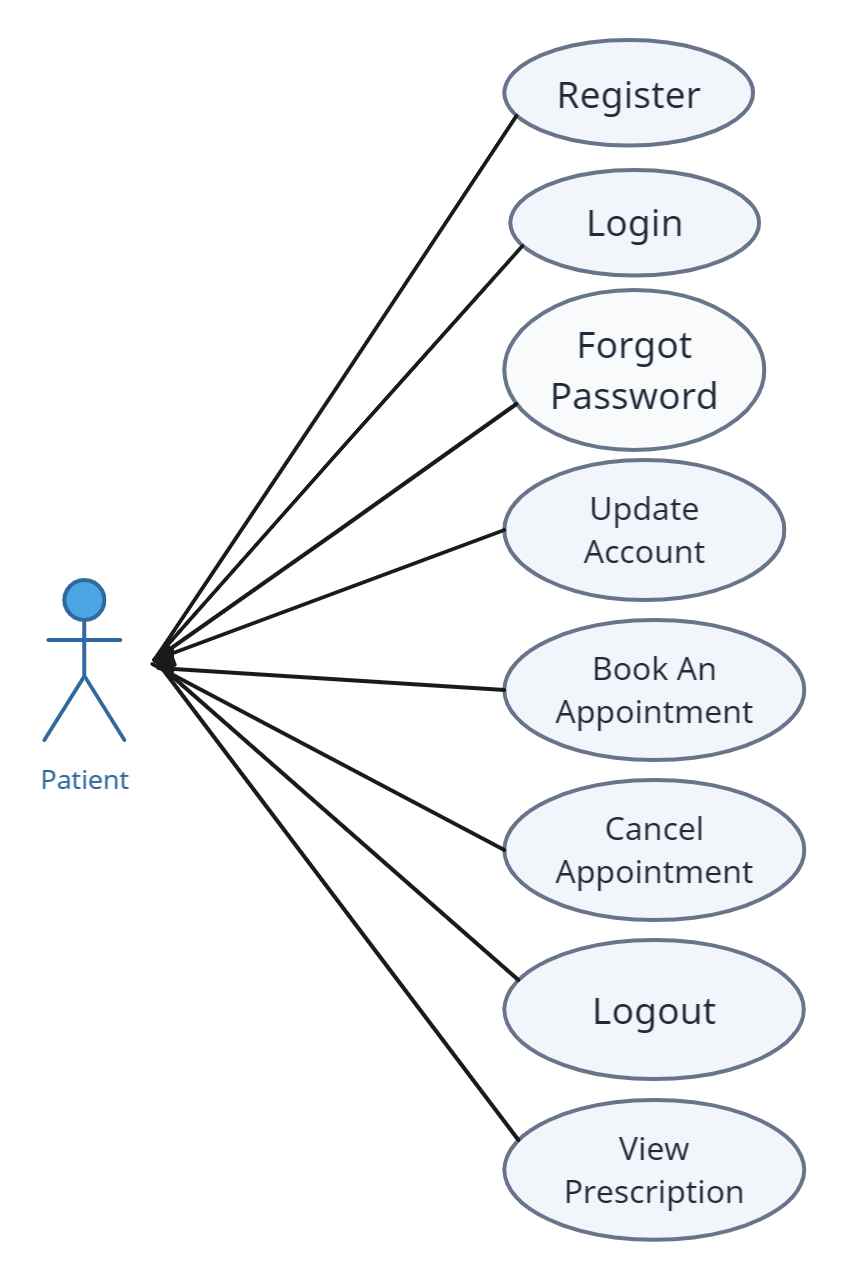 Register
Login
Forgot
Password
Update
Account
Book An
Appointment
Patient
Cancel
Appointment
Logout
View
Prescription